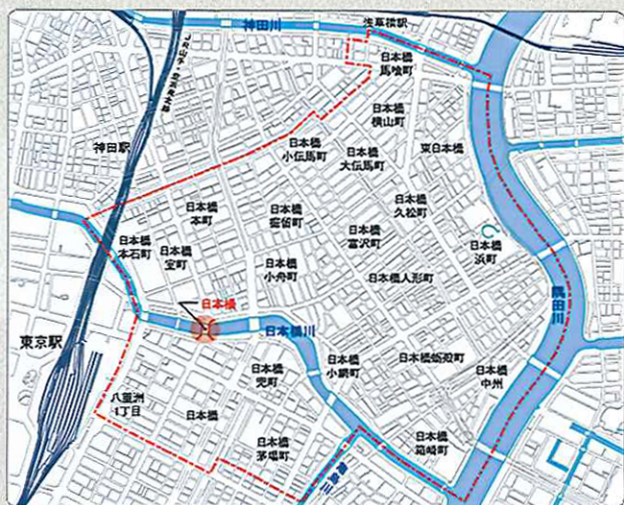 神田川
浅草橋駅
日本橋
馬喰町
日本橋
横山町
神田駅
日本橋
小伝馬町
日本橋
大伝馬町
東日本橋
日本橋
本町
日本橋
堀留町
日本橋
久松町
日本橋
富沢町
日本橋
本石町
日本橋
室町
日本橋
浜町
日本橋
小舟町
日本橋人形町
日本橋
隅田川
東京駅
日本橋川
日本橋
小網町
日本橋蛎殻町
日本橋
中州
日本橋
兜町
八重洲
1丁目
日本橋
日本橋
茅場町
日本橋
箱崎町
亀島川